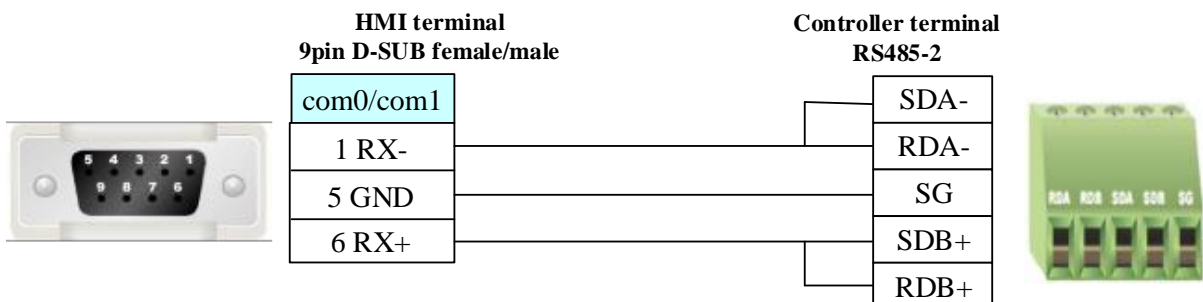 HMI terminal
9pin D-SUB female/male
Controller terminal
RS485-2
com0/com1
1 RX-
5 GND
6 RX+
SDA-
RDA-
SG
SDB+
RDB+
5 4 3 2 1
9 8 7 6
RDA RDB SDA SDB SG